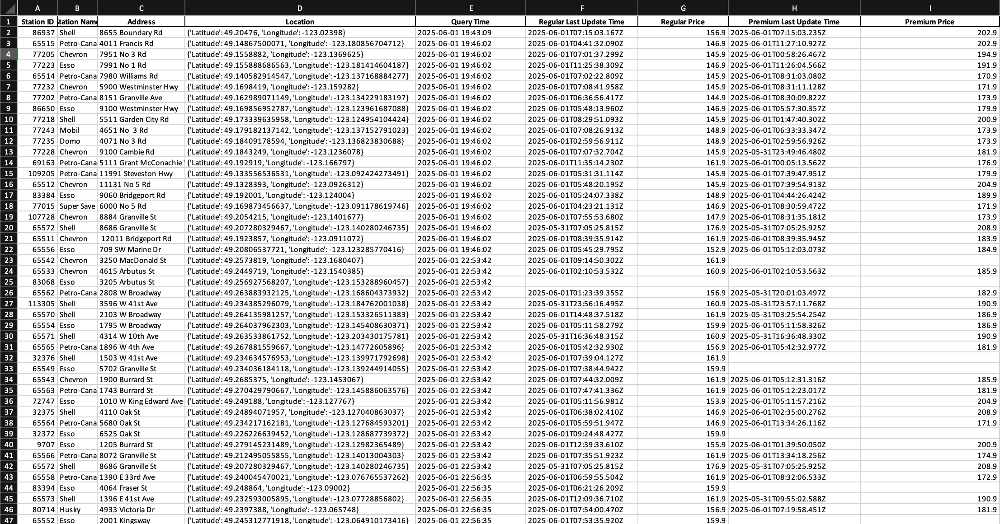 A B C D E F G H I
1 Station ID Station Name Address Location Query Time Regular Last Update Time Regular Price Premium Last Update Time Premium Price
2 86937 Shell 8655 Boundary Rd {'Latitude': 49.20476, 'Longitude': -123.02398} 2025-06-01 19:43:09 2025-06-01T07:15:03.167Z 156.9 2025-06-01T07:15:03.235Z 202.9
3 65515 Petro-Cana 4011 Francis Rd {'Latitude': 49.14867500071, 'Longitude': -123.180856704712} 2025-06-01 19:46:02 2025-06-01T04:41:32.090Z 146.9 2025-06-01T11:27:10.927Z 202.9
4 77205 Chevron 7951 No 3 Rd {'Latitude': 49.1558882, 'Longitude': -123.1369625} 2025-06-01 19:46:02 2025-06-01T07:01:37.299Z 145.9 2025-06-01T00:58:26.467Z 194.9
5 77223 Esso 7991 No 1 Rd {'Latitude': 49.155888686563, 'Longitude': -123.181414604187} 2025-06-01 19:46:02 2025-06-01T11:25:38.309Z 146.9 2025-06-01T11:26:04.566Z 191.9
6 65514 Petro-Cana 7980 Williams Rd {'Latitude': 49.140582914547, 'Longitude': -123.137168884277} 2025-06-01 19:46:02 2025-06-01T07:02:22.809Z 145.9 2025-06-01T08:31:03.080Z 170.9
7 77232 Chevron 5900 Westminster Hwy {'Latitude': 49.1698419, 'Longitude': -123.159282} 2025-06-01 19:46:02 2025-06-01T07:08:41.958Z 145.9 2025-06-01T08:31:11.128Z 171.9
8 77202 Petro-Cana 8151 Granville Ave {'Latitude': 49.162989071149, 'Longitude': -123.134229183197} 2025-06-01 19:46:02 2025-06-01T06:36:56.417Z 144.9 2025-06-01T08:30:09.822Z 173.9
9 86650 Esso 9100 Westminster Hwy {'Latitude': 49.169856952787, 'Longitude': -123.123961687088} 2025-06-01 19:46:02 2025-06-01T05:48:13.960Z 146.9 2025-06-01T05:57:30.357Z 179.9
10 77218 Shell 5511 Garden City Rd {'Latitude': 49.173339635958, 'Longitude': -123.124954104424} 2025-06-01 19:46:02 2025-06-01T08:29:51.093Z 145.9 2025-06-01T01:47:40.302Z 200.9
11 77243 Mobil 4651 No  3 Rd {'Latitude': 49.179182137142, 'Longitude': -123.137152791023} 2025-06-01 19:46:02 2025-06-01T07:08:26.913Z 148.9 2025-06-01T06:33:33.347Z 173.9
12 77235 Domo 4071 No 3 Rd {'Latitude': 49.18409178594, 'Longitude': -123.136823830688} 2025-06-01 19:46:02 2025-06-01T02:59:56.911Z 148.9 2025-06-01T02:59:56.926Z 173.9
13 77228 Chevron 9100 Cambie Rd {'Latitude': 49.1843249, 'Longitude': -123.1236078} 2025-06-01 19:46:02 2025-06-01T07:07:32.704Z 145.9 2025-05-31T23:49:46.480Z 181.9
14 69163 Petro-Cana 5111 Grant McConachie {'Latitude': 49.192919, 'Longitude': -123.166797} 2025-06-01 19:46:02 2025-06-01T11:35:14.230Z 161.9 2025-06-01T00:05:13.562Z 176.9
15 109205 Petro-Cana 11991 Steveston Hwy {'Latitude': 49.133556536531, 'Longitude': -123.092424273491} 2025-06-01 19:46:02 2025-06-01T05:31:31.114Z 145.9 2025-06-01T07:39:47.951Z 179.9
16 65512 Chevron 11131 No 5 Rd {'Latitude': 49.1328393, 'Longitude': -123.0926312} 2025-06-01 19:46:02 2025-06-01T05:48:20.195Z 145.9 2025-06-01T07:39:54.913Z 204.9
17 83384 Esso 9060 Bridgeport Rd {'Latitude': 49.192001, 'Longitude': -123.124004} 2025-06-01 19:46:02 2025-06-01T05:24:07.338Z 148.9 2025-06-01T04:44:26.424Z 189.9
18 77015 Super Save 6000 No 5 Rd {'Latitude': 49.169873456637, 'Longitude': -123.091178619746} 2025-06-01 19:46:02 2025-06-01T04:23:21.131Z 146.9 2025-06-01T08:30:59.472Z 171.9
19 107728 Chevron 8884 Granville St {'Latitude': 49.2054215, 'Longitude': -123.1401677} 2025-06-01 19:46:02 2025-06-01T07:55:53.680Z 147.9 2025-06-01T08:31:35.181Z 173.9
20 65572 Shell 8686 Granville St {'Latitude': 49.207280329467, 'Longitude': -123.140280246735} 2025-06-01 19:46:02 2025-05-31T07:05:25.815Z 176.9 2025-05-31T07:05:25.925Z 208.9
21 65511 Chevron 12011 Bridgeport Rd {'Latitude': 49.1923857, 'Longitude': -123.0911072} 2025-06-01 19:46:02 2025-06-01T08:39:35.914Z 161.9 2025-06-01T08:39:35.945Z 183.9
22 65556 Esso 709 SW Marine Dr {'Latitude': 49.20806537721, 'Longitude': -123.123285770416} 2025-06-01 19:46:02 2025-06-01T05:45:29.795Z 152.9 2025-06-01T05:12:03.073Z 184.9
23 65542 Chevron 3250 MacDonald St {'Latitude': 49.2573819, 'Longitude': -123.1680407} 2025-06-01 22:53:42 2025-06-01T09:14:50.302Z 161.9
24 65533 Chevron 4615 Arbutus St {'Latitude': 49.2449719, 'Longitude': -123.1540385} 2025-06-01 22:53:42 2025-06-01T02:10:53.532Z 160.9 2025-06-01T02:10:53.563Z 185.9
25 83068 Esso 3205 Arbutus St {'Latitude': 49.256927568207, 'Longitude': -123.153288960457} 2025-06-01 22:53:42
26 65562 Petro-Cana 2808 W Broadway {'Latitude': 49.263883932125, 'Longitude': -123.168604373932} 2025-06-01 22:53:42 2025-06-01T01:23:39.355Z 156.9 2025-05-31T20:01:03.497Z 182.9
27 113305 Shell 3596 W 41st Ave {'Latitude': 49.234385296079, 'Longitude': -123.184762001038} 2025-06-01 22:53:42 2025-05-31T23:56:16.495Z 160.9 2025-05-31T23:57:11.768Z 190.9
28 65570 Shell 2103 W Broadway {'Latitude': 49.264135981257, 'Longitude': -123.153326511383} 2025-06-01 22:53:42 2025-06-01T14:48:37.518Z 161.9 2025-05-31T03:25:54.254Z 186.9
29 65554 Esso 1795 W Broadway {'Latitude': 49.264037962303, 'Longitude': -123.145408630371} 2025-06-01 22:53:42 2025-06-01T05:11:58.279Z 159.9 2025-06-01T05:11:58.326Z 186.9
30 65571 Shell 4314 W 10th Ave {'Latitude': 49.263533861752, 'Longitude': -123.203430175781} 2025-06-01 22:53:42 2025-05-31T16:36:48.315Z 160.9 2025-05-31T16:36:48.330Z 190.9
31 65565 Petro-Cana 1896 W 4th Ave {'Latitude': 49.267881559667, 'Longitude': -123.14772605896} 2025-06-01 22:53:42 2025-06-01T05:42:32.930Z 156.9 2025-06-01T05:42:32.977Z 181.9
32 32376 Shell 1503 W 41st Ave {'Latitude': 49.234634576953, 'Longitude': -123.139971792698} 2025-06-01 22:53:42 2025-06-01T07:39:04.127Z 161.9
33 65549 Esso 5702 Granville St {'Latitude': 49.234036184118, 'Longitude': -123.139244914055} 2025-06-01 22:53:42 2025-06-01T07:38:44.942Z 159.9
34 65543 Chevron 1900 Burrard St {'Latitude': 49.2685375, 'Longitude': -123.1453067} 2025-06-01 22:53:42 2025-06-01T07:44:32.009Z 161.9 2025-06-01T05:12:31.316Z 185.9
35 65563 Petro-Cana 1743 Burrard St {'Latitude': 49.270429790667, 'Longitude': -123.145886063576} 2025-06-01 22:53:42 2025-06-01T07:47:41.336Z 161.9 2025-06-01T05:12:23.017Z 181.9
36 72747 Esso 1010 W King Edward Ave {'Latitude': 49.249188, 'Longitude': -123.127767} 2025-06-01 22:53:42 2025-06-01T05:11:56.981Z 153.9 2025-06-01T05:11:57.216Z 204.9
37 32375 Shell 4110 Oak St {'Latitude': 49.24894071957, 'Longitude': -123.127040863037} 2025-06-01 22:53:42 2025-06-01T06:38:02.410Z 146.9 2025-06-01T02:35:00.276Z 208.9
38 65564 Petro-Cana 5680 Oak St {'Latitude': 49.234217162181, 'Longitude': -123.127684593201} 2025-06-01 22:53:42 2025-06-01T05:59:51.947Z 146.9 2025-06-01T13:34:26.116Z 171.9
39 32372 Esso 6525 Oak St {'Latitude': 49.226226639452, 'Longitude': -123.128687739372} 2025-06-01 22:53:42 2025-06-01T09:24:48.427Z 159.9
40 9707 Esso 1205 Burrard St {'Latitude': 49.279145231489, 'Longitude': -123.12982365489} 2025-06-01 22:53:42 2025-06-01T12:39:33.610Z 155.9 2025-06-01T01:39:50.050Z 200.9
41 65566 Petro-Cana 8072 Granville St {'Latitude': 49.212495055855, 'Longitude': -123.14013004303} 2025-06-01 22:53:42 2025-06-01T07:35:51.923Z 161.9 2025-06-01T13:34:18.256Z 174.9
42 65572 Shell 8686 Granville St {'Latitude': 49.207280329467, 'Longitude': -123.140280246735} 2025-06-01 22:53:42 2025-05-31T07:05:25.815Z 176.9 2025-05-31T07:05:25.925Z 208.9
43 65558 Petro-Cana 1390 E 33rd Ave {'Latitude': 49.240045470021, 'Longitude': -123.076765537262} 2025-06-01 22:56:35 2025-06-01T06:59:55.504Z 161.9 2025-06-01T08:32:06.533Z 172.9
44 83394 Esso 4064 Fraser St {'Latitude': 49.248864, 'Longitude': -123.09002} 2025-06-01 22:56:35 2025-06-01T06:21:26.209Z 159.9
45 65573 Shell 1396 E 41st Ave {'Latitude': 49.232593005895, 'Longitude': -123.07728856802} 2025-06-01 22:56:35 2025-06-01T12:09:36.710Z 161.9 2025-05-31T09:55:02.588Z 190.9
46 80714 Husky 4933 Victoria Dr {'Latitude': 49.2397388, 'Longitude': -123.065748} 2025-06-01 22:56:35 2025-06-01T07:54:00.470Z 156.9 2025-06-01T07:19:58.451Z 181.9
47 65552 Esso 2001 Kingsway {'Latitude': 49.245312771918, 'Longitude': -123.064910173416} 2025-06-01 22:56:35 2025-06-01T07:53:35.920Z 159.9